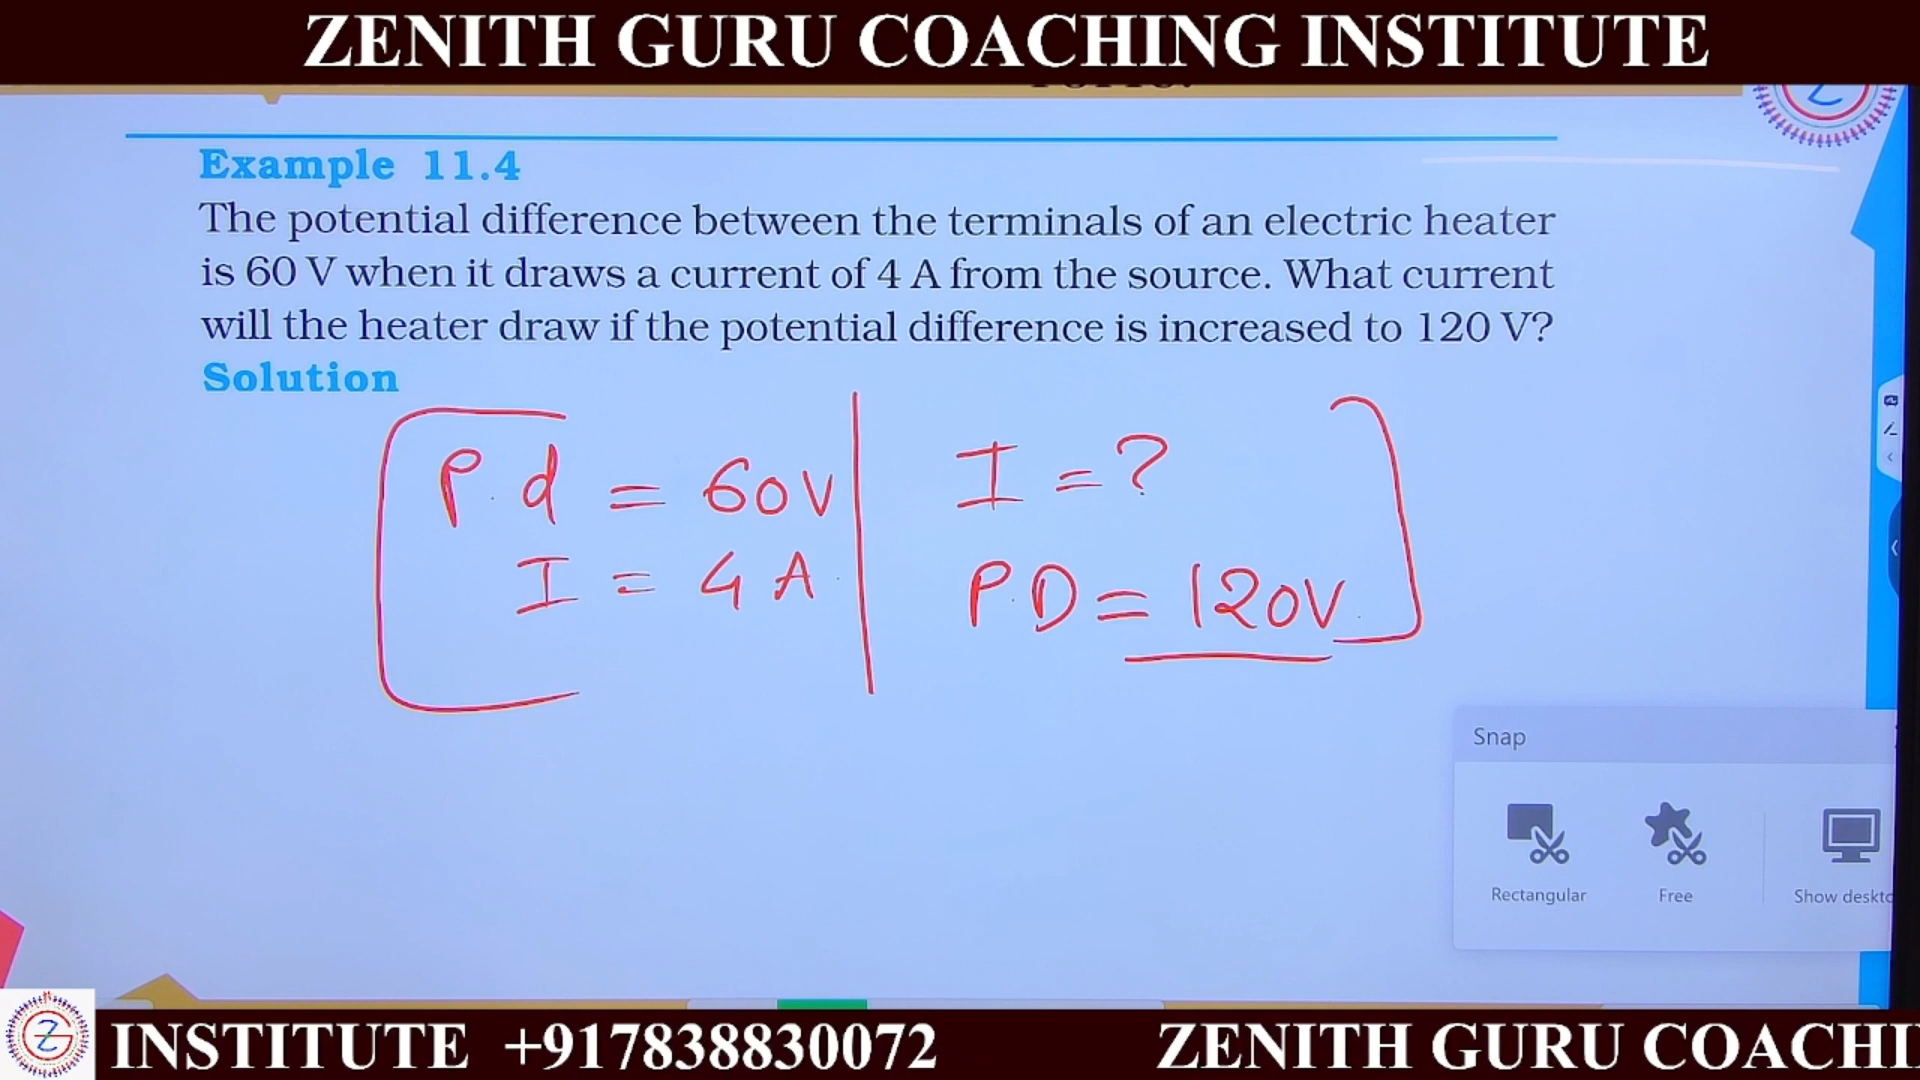 ZENITH GURU COACHING INSTITUTE
Example 11.4
The potential difference between the terminals of an electric heater
is 60 V when it draws a current of 4 A from the source. What current
will the heater draw if the potential difference is increased to 120 V?
Solution
P.d = 60V
I = 4 A
I = ?
P.D = 120V
Snap
Rectangular
Free
Show deskto
INSTITUTE +917838830072
ZENITH GURU COACHI